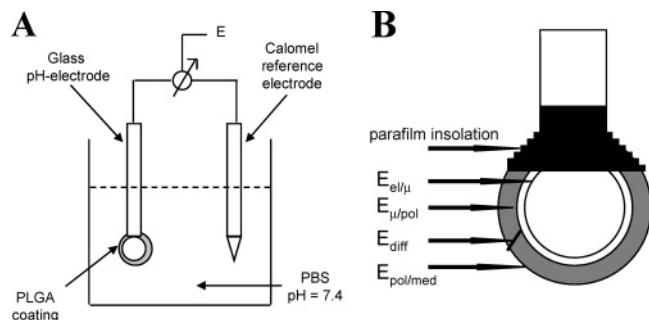 A
E
Glass
pH-electrode
Calomel
reference
electrode
PLGA
coating
PBS
pH = 7.4
B
parafilm insolation
E el/μ
E μ/pol
E diff
E pol/med